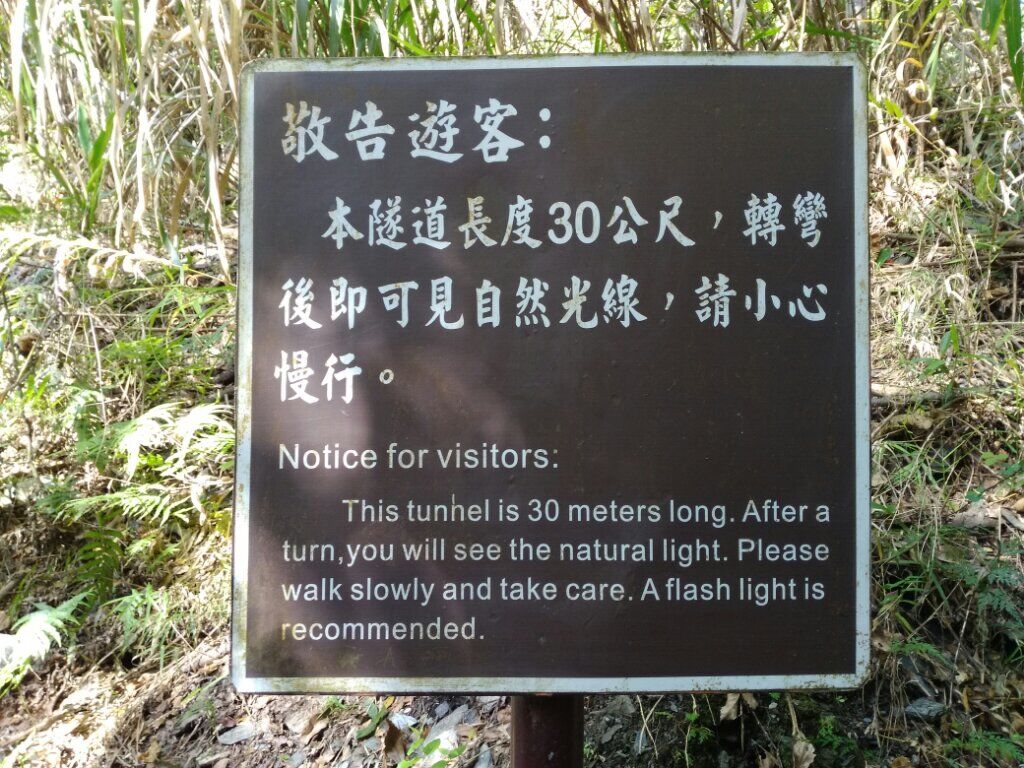 敬告遊客：
本隧道長度30公尺，轉彎
後即可見自然光線，請小心
慢行。
Notice for visitors:
This tunnel is 30 meters long. After a
turn,you will see the natural light. Please
walk slowly and take care. A flash light is
recommended.